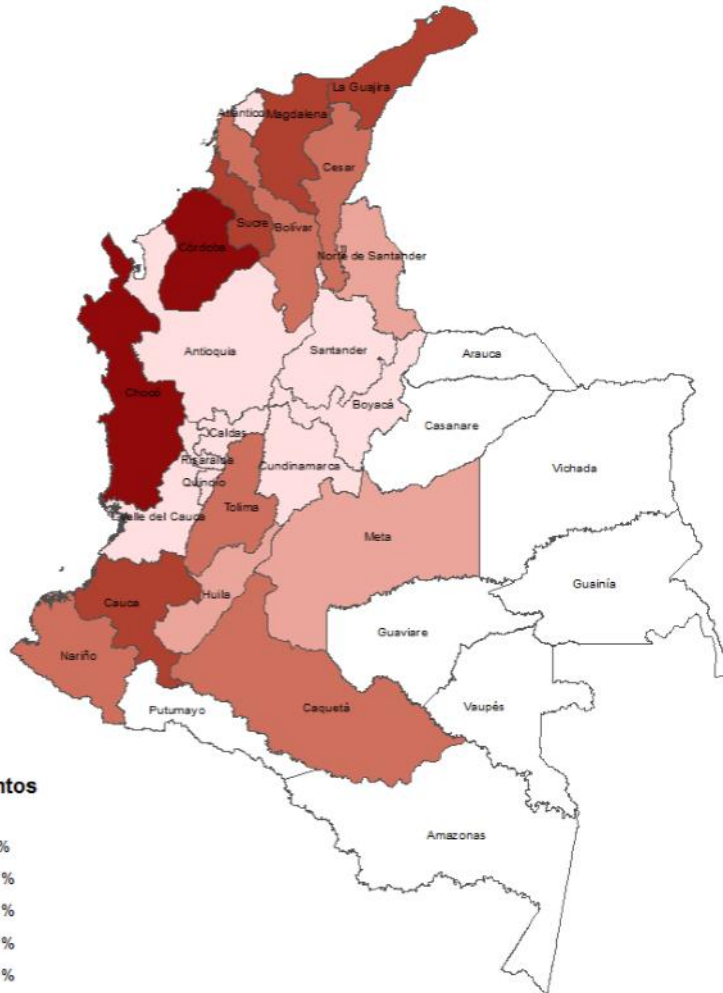 La Guajira
Atlántico
Magdalena
Cesar
Sucre
Bolívar
Córdoba
Norte de Santander
Antioquia
Santander
Arauca
Chocó
Boyacá
Casanare
Caldas
Vichada
Risaralda
Cundinamarca
Quindío
Tolima
Valle del Cauca
Meta
Guainía
Cauca
Huila
Guaviare
Nariño
Caquetá
Vaupés
Putumayo
ntos
Amazonas
%
%
%
%
%